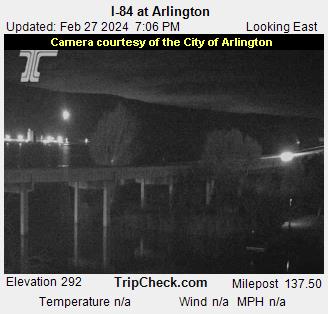 I-84 at Arlington
Updated: Feb 27 2024 7:06 PM Looking East
Camera courtesy of the City of Arlington
Elevation 292 TripCheck.com Milepost 137.50
Temperature n/a Wind n/a MPH n/a